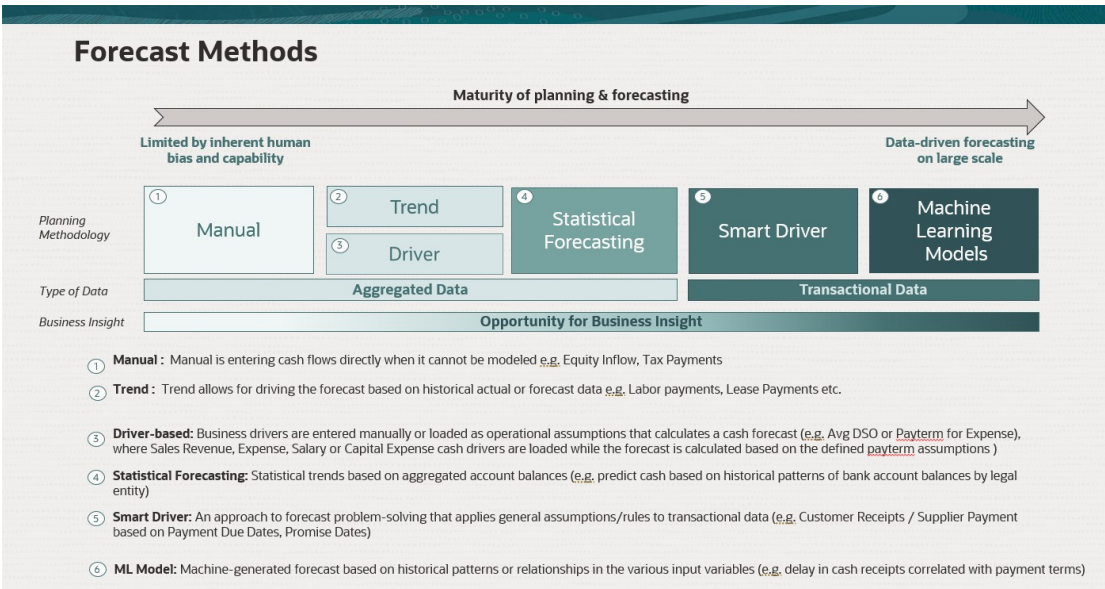 Forecast Methods
Maturity of planning & forecasting
Limited by inherent human
bias and capability
Data-driven forecasting
on large scale
Planning
Methodology
1
Manual
2
Trend
3
Driver
4
Statistical
Forecasting
5
Smart Driver
6
Machine
Learning
Models
Type of Data
Aggregated Data
Transactional Data
Business Insight
Opportunity for Business Insight
1 Manual : Manual is entering cash flows directly when it cannot be modeled e.g. Equity Inflow, Tax Payments
2 Trend : Trend allows for driving the forecast based on historical actual or forecast data e.g. Labor payments, Lease Payments etc.
3 Driver-based: Business drivers are entered manually or loaded as operational assumptions that calculates a cash forecast (e.g. Avg DSO or Payterm for Expense),
where Sales Revenue, Expense, Salary or Capital Expense cash drivers are loaded while the forecast is calculated based on the defined payterm assumptions )
4 Statistical Forecasting: Statistical trends based on aggregated account balances (e.g. predict cash based on historical patterns of bank account balances by legal
entity)
5 Smart Driver: An approach to forecast problem-solving that applies general assumptions/rules to transactional data (e.g. Customer Receipts / Supplier Payment
based on Payment Due Dates, Promise Dates)
6 ML Model: Machine-generated forecast based on historical patterns or relationships in the various input variables (e.g. delay in cash receipts correlated with payment terms)